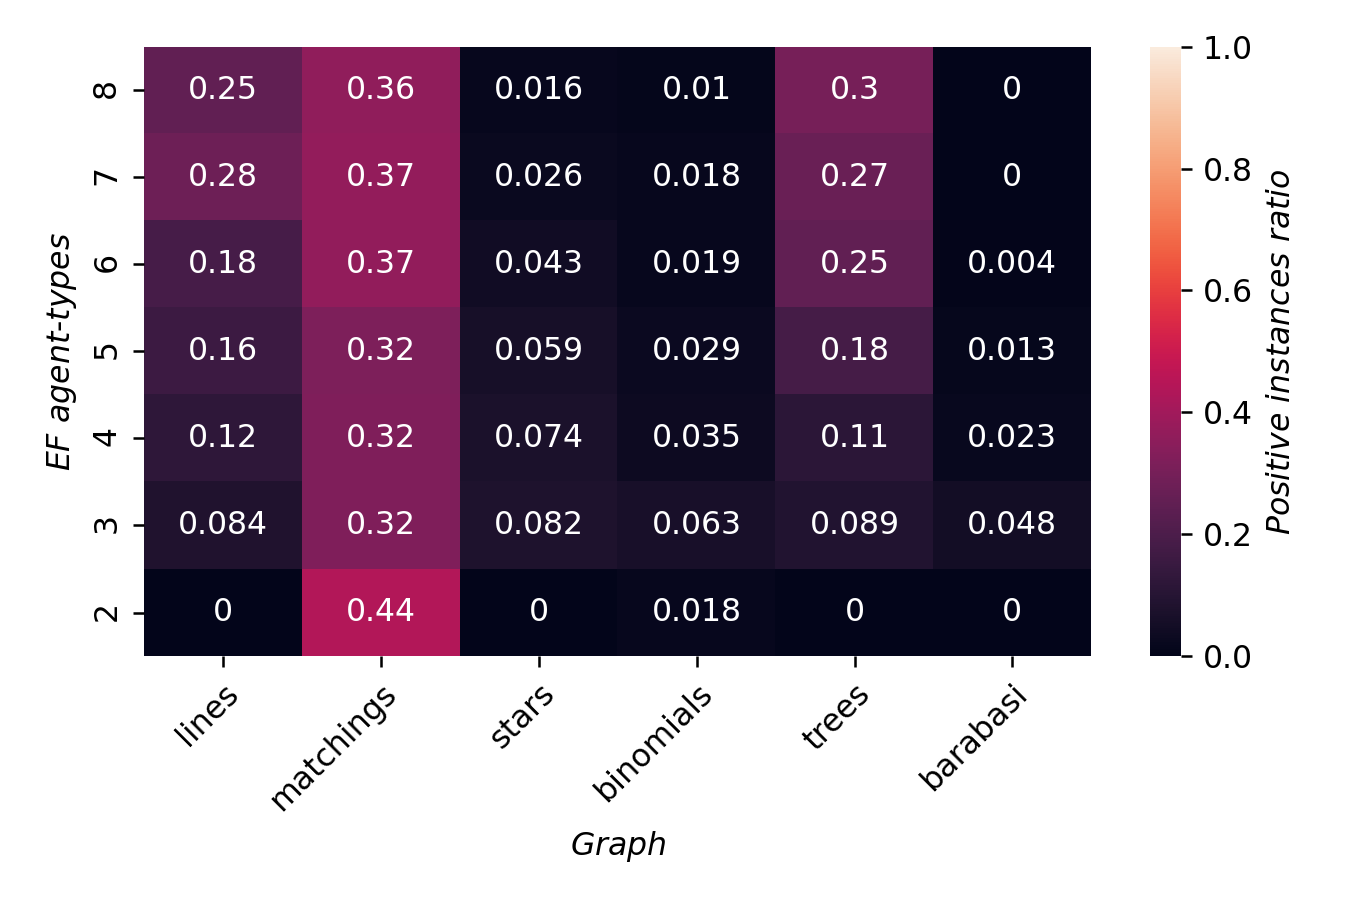 8 0.25 0.36 0.016 0.01 0.3 0 1.0
7 0.28 0.37 0.026 0.018 0.27 0 0.8
6 0.18 0.37 0.043 0.019 0.25 0.004 0.6
5 0.16 0.32 0.059 0.029 0.18 0.013 0.4
4 0.12 0.32 0.074 0.035 0.11 0.023
3 0.084 0.32 0.082 0.063 0.089 0.048 0.2
2 0 0.44 0 0.018 0 0 0.0
EF agent-types
Positive instances ratio
lines matchings stars binomials trees barabasi
Graph